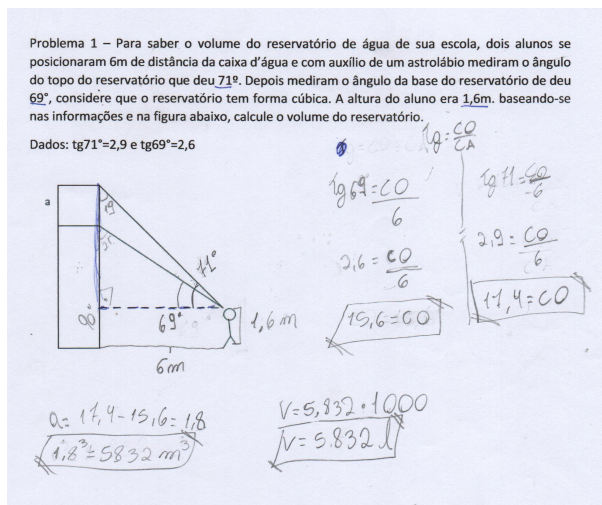 Problema 1 – Para saber o volume do reservatório de água de sua escola, dois alunos se
posicionaram 6m de distância da caixa d'água e com auxílio de um astrolábio mediram o ângulo
do topo do reservatório que deu 71º. Depois mediram o ângulo da base do reservatório de deu
69°, considere que o reservatório tem forma cúbica. A altura do aluno era 1,6m. baseando-se
nas informações e na figura abaixo, calcule o volume do reservatório.
Dados: tg71°=2,9 e tg69°=2,6
tg = CO/CA
tg69 = CO/6
2,6 = CO/6
15,6 = CO
tg71 = CO/6
2,9 = CO/6
17,4 = CO
a
19
71°
90°
69°
1,6 m
6m
a = 17,4 - 15,6 = 1,8
1,8³ = 5832 m³
V = 5,832 · 1000
V = 5.832 l